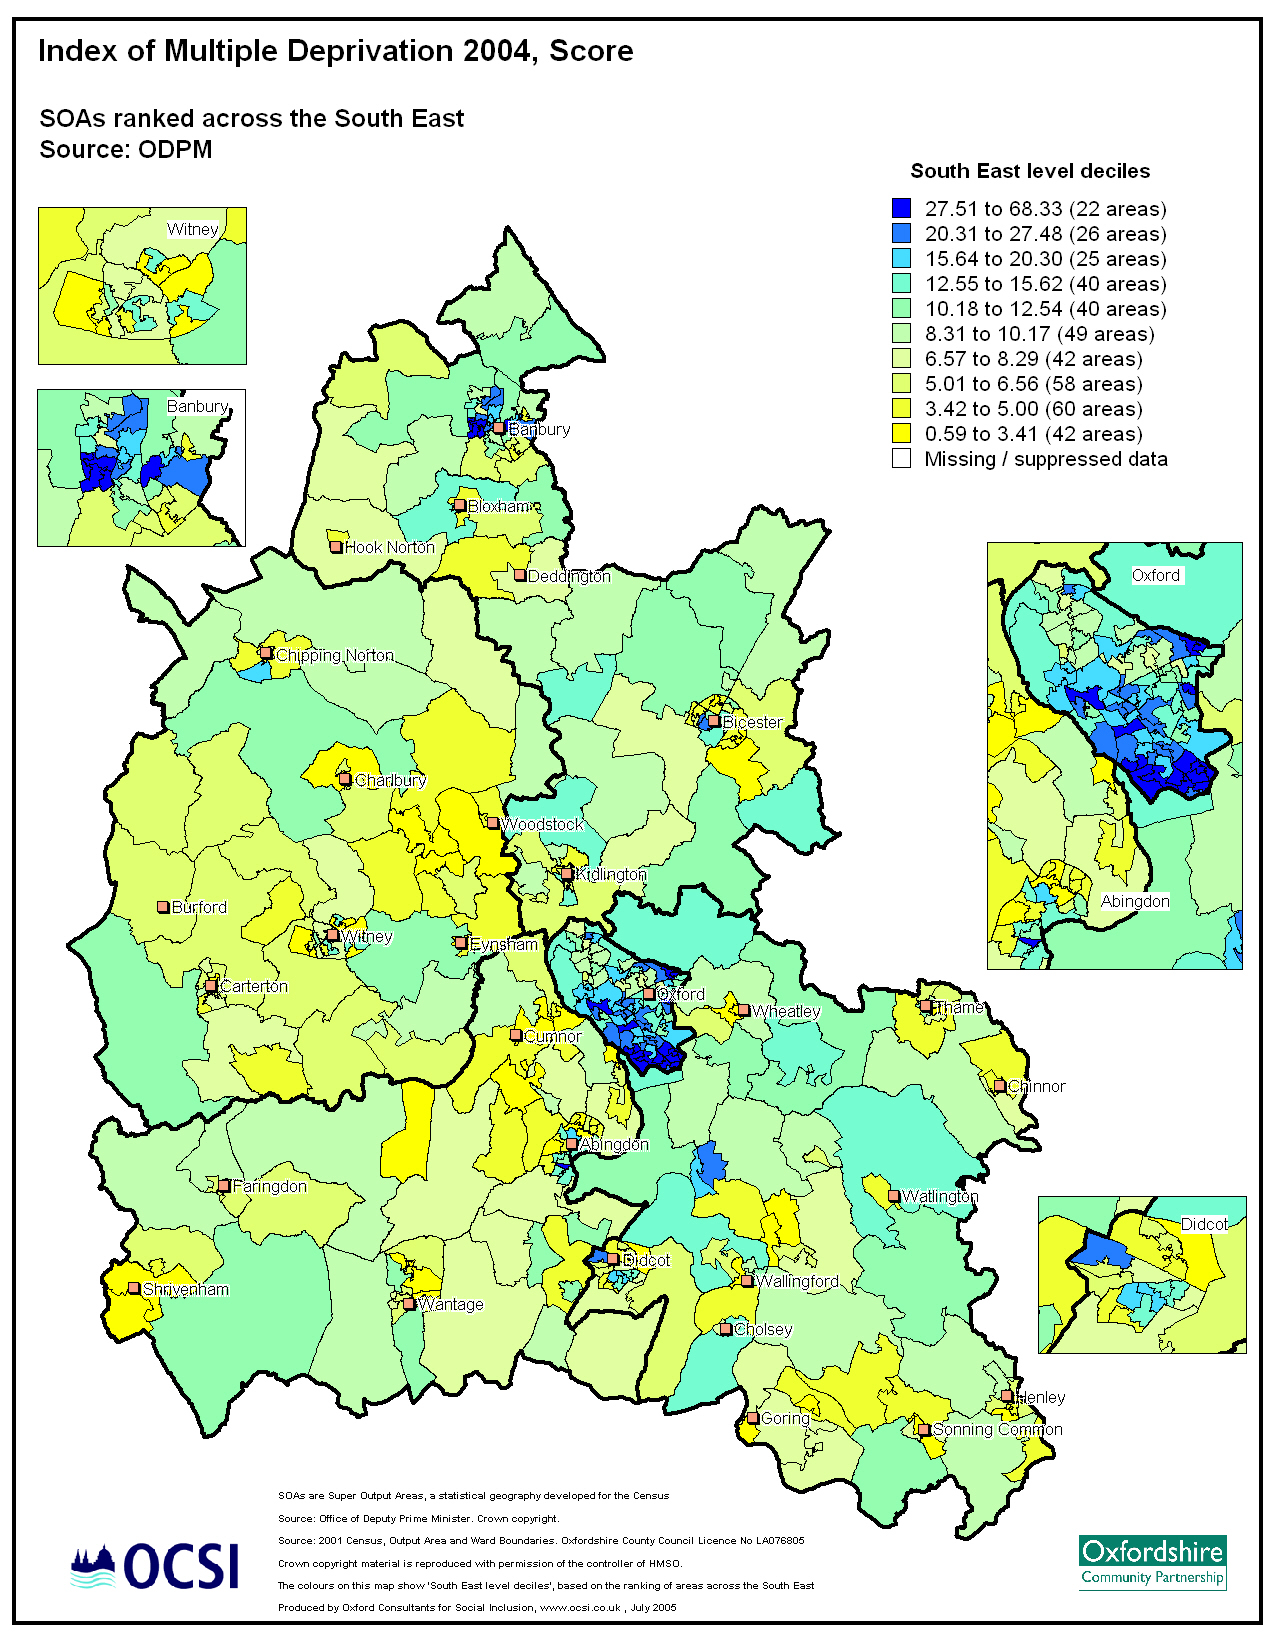 Index of Multiple Deprivation 2004, Score
SOAs ranked across the South East
Source: ODPM
South East level deciles
27.51 to 68.33 (22 areas)
20.31 to 27.48 (26 areas)
15.64 to 20.30 (25 areas)
12.55 to 15.62 (40 areas)
10.18 to 12.54 (40 areas)
8.31 to 10.17 (49 areas)
6.57 to 8.29 (42 areas)
5.01 to 6.56 (58 areas)
3.42 to 5.00 (60 areas)
0.59 to 3.41 (42 areas)
Missing / suppressed data
Witney
Banbury
Banbury
Bloxham
Hook Norton
Deddington
Oxford
Chipping Norton
Bicester
Charlbury
Woodstock
Kidlington
Burford
Abingdon
Witney
Eynsham
Carterton
Oxford
Wheatley
Thame
Cumnor
Chinnor
Abingdon
Faringdon
Watlington
Didcot
Didcot
Shrivenham
Wallingford
Wantage
Cholsey
Henley
Goring
Sonning Common
SOAs are Super Output Areas, a statistical geography developed for the Census
Source: Office of Deputy Prime Minister. Crown copyright.
Source: 2001 Census, Output Area and Ward Boundaries. Oxfordshire County Council Licence No LA076805
Crown copyright material is reproduced with permission of the controller of HMSO.
The colours on this map show 'South East level deciles', based on the ranking of areas across the South East
Produced by Oxford Consultants for Social Inclusion, www.ocsi.co.uk , July 2005
OCSI
Oxfordshire
Community Partnership